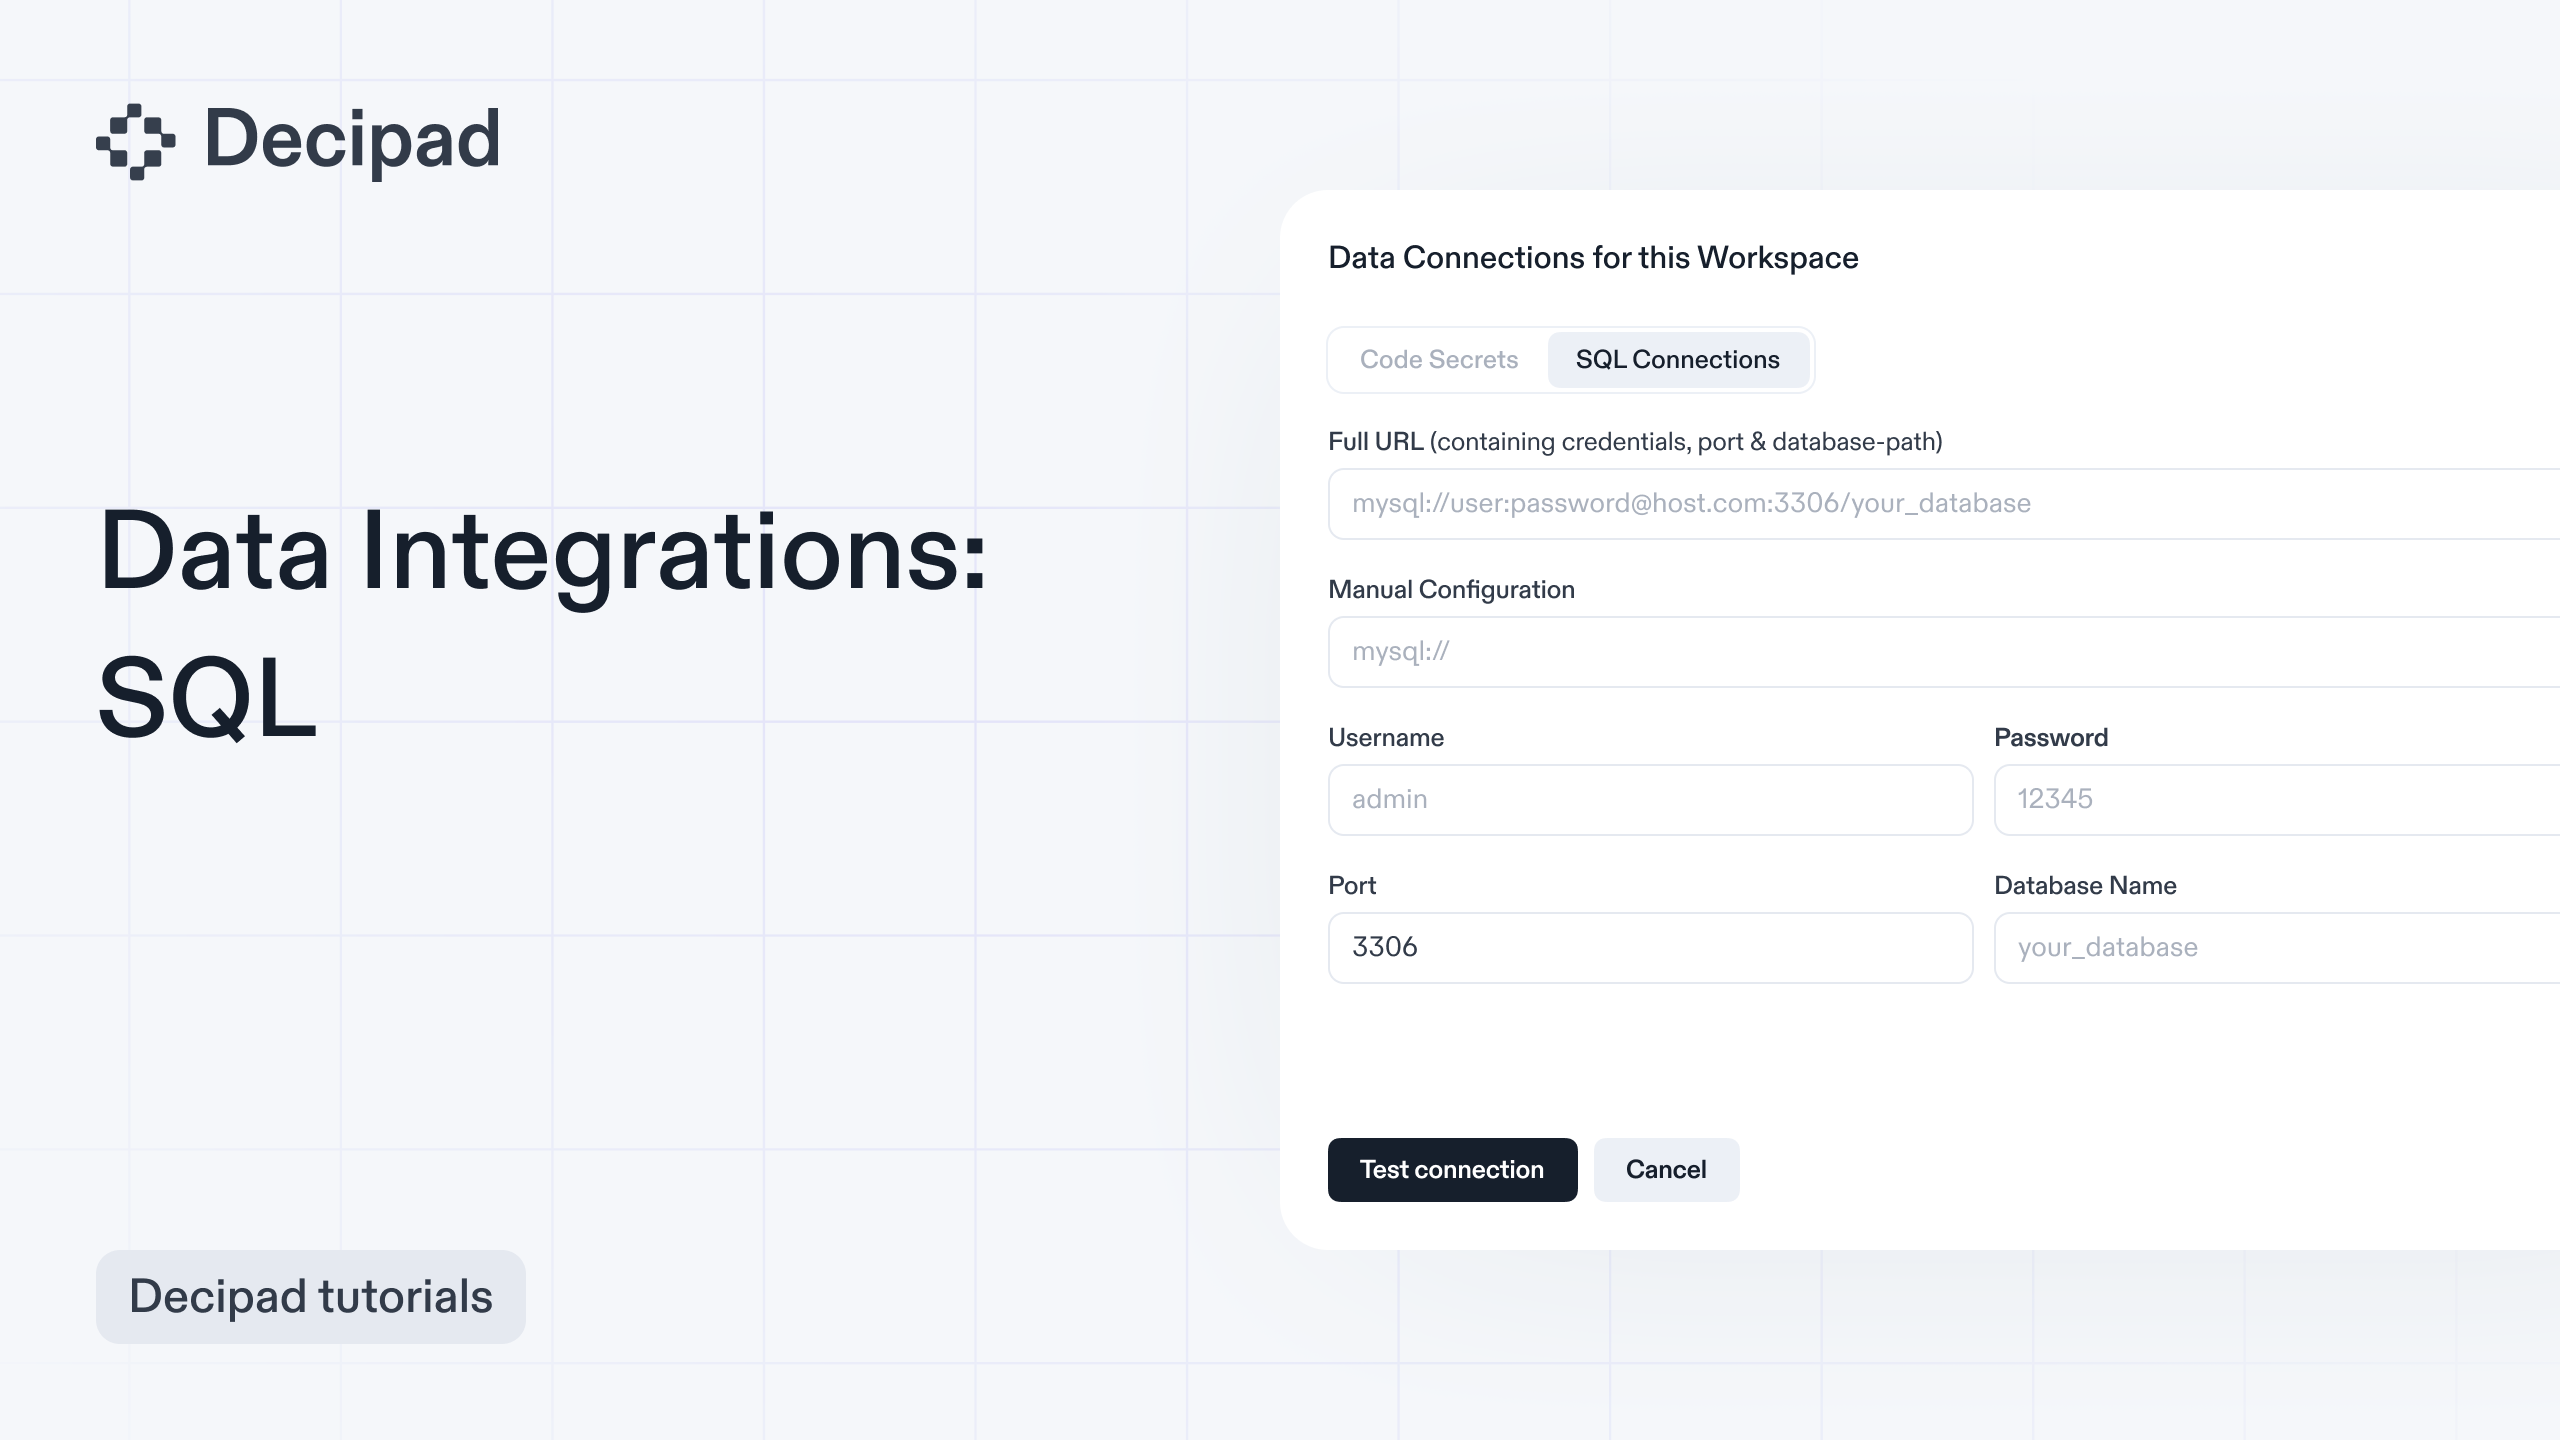 Decipad
Data Integrations:
SQL
Decipad tutorials
Data Connections for this Workspace
Code Secrets SQL Connections
Full URL (containing credentials, port & database-path)
mysql://user:password@host.com:3306/your_database
Manual Configuration
mysql://
Username Password
admin 12345
Port Database Name
3306 your_database
Test connection Cancel